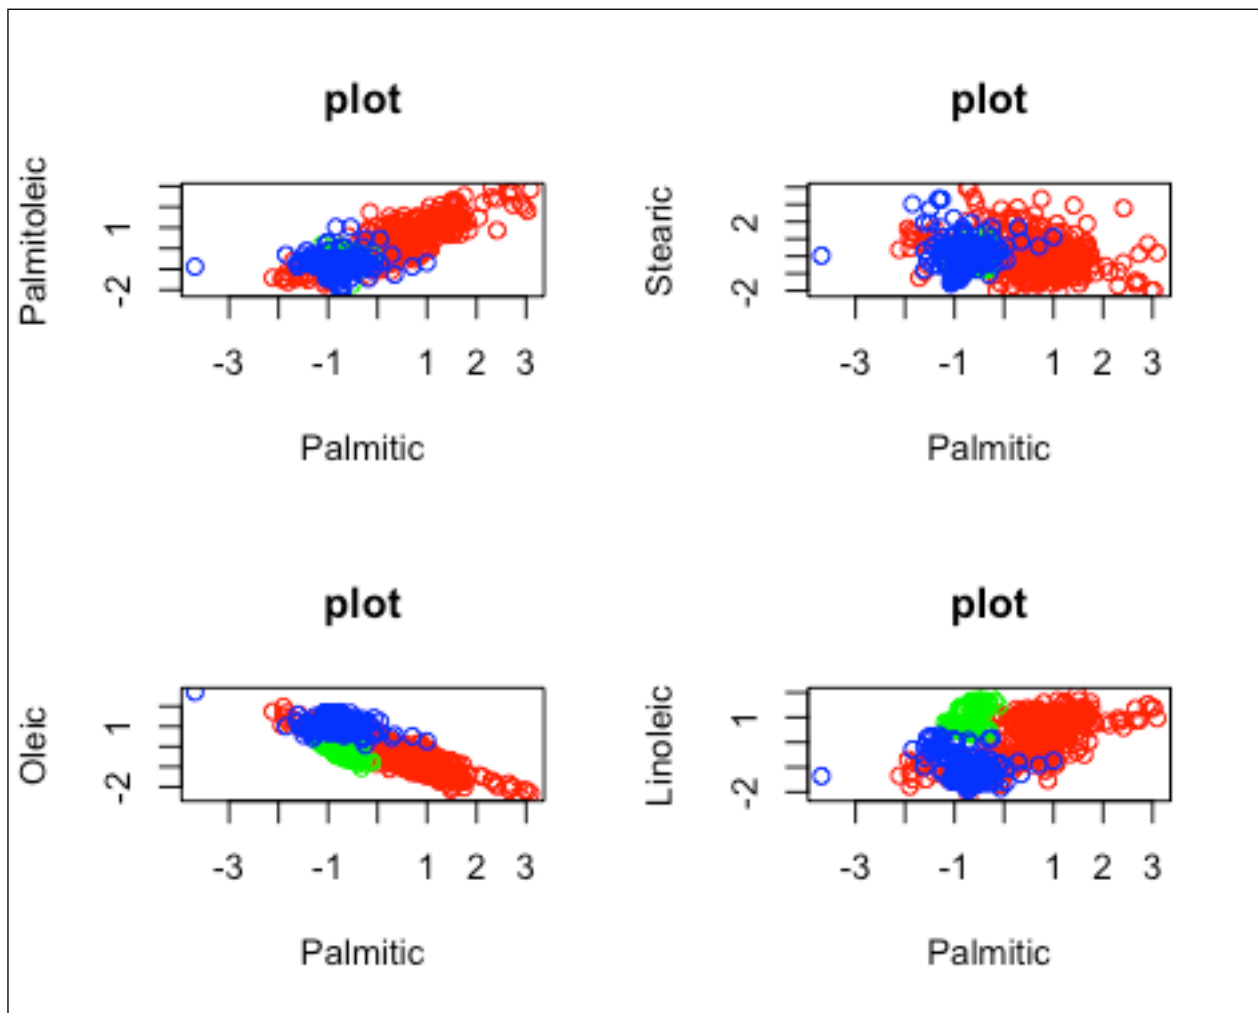 plot
Palmitoleic
1
-2
-3 -1 1 2 3
Palmitic
plot
Stearic
2
-2
-3 -1 1 2 3
Palmitic
plot
Oleic
1
-2
-3 -1 1 2 3
Palmitic
plot
Linoleic
1
-2
-3 -1 1 2 3
Palmitic